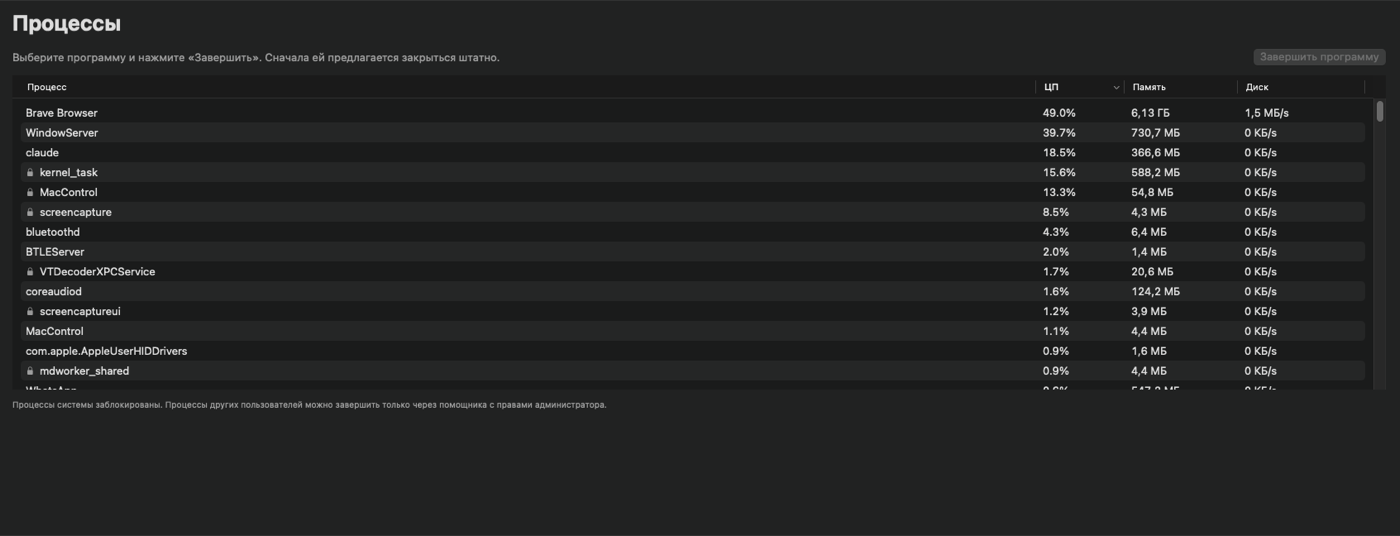 Процессы
Выберите программу и нажмите «Завершить». Сначала ей предлагается закрыться штатно.
Завершить программу
Процесс ЦП Память Диск
Brave Browser 49.0% 6,13 ГБ 1,5 МБ/s
WindowServer 39.7% 730,7 МБ 0 КБ/s
claude 18.5% 366,6 МБ 0 КБ/s
kernel_task 15.6% 588,2 МБ 0 КБ/s
MacControl 13.3% 54,8 МБ 0 КБ/s
screencapture 8.5% 4,3 МБ 0 КБ/s
bluetoothd 4.3% 6,4 МБ 0 КБ/s
BTLEServer 2.0% 1,4 МБ 0 КБ/s
VTDecoderXPCService 1.7% 20,6 МБ 0 КБ/s
coreaudiod 1.6% 124,2 МБ 0 КБ/s
screencaptureui 1.2% 3,9 МБ 0 КБ/s
MacControl 1.1% 4,4 МБ 0 КБ/s
com.apple.AppleUserHIDDrivers 0.9% 1,6 МБ 0 КБ/s
mdworker_shared 0.9% 4,4 МБ 0 КБ/s
WhatsApp 0 КБ/s
Процессы системы заблокированы. Процессы других пользователей можно завершить только через помощника с правами администратора.